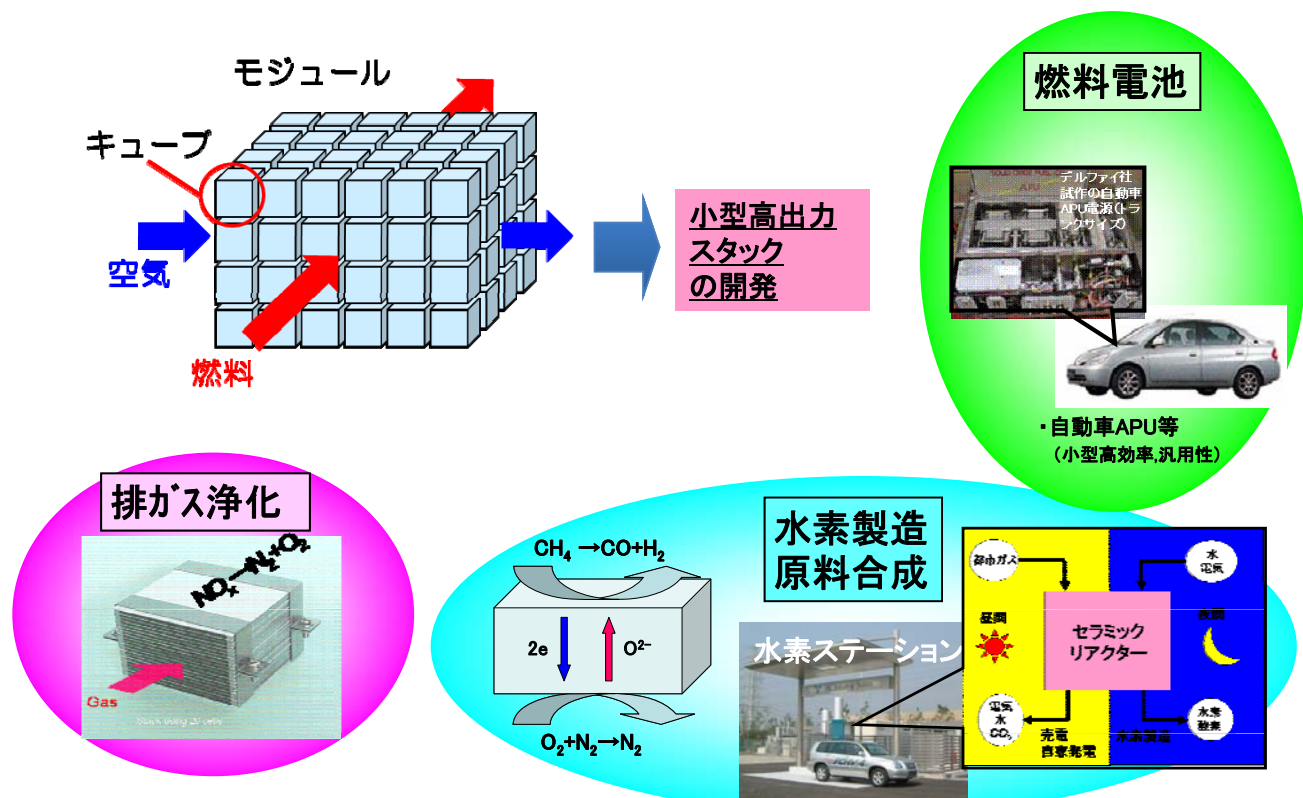 モジュール
キューブ
空気
燃料
小型高出力
スタック
の開発
燃料電池
デルファイ社
試作の自動車
APU電源(トラ
ンクサイズ)
・自動車APU等
(小型高効率,汎用性)
排ガス浄化
NOx→N2+O2
Gas
Stack using 20 cells
水素製造
原料合成
CH4 →CO+H2
2e
O2−
O2+N2→N2
水素ステーション
都市ガス
水
電気
昼間
夜間
セラミック
リアクター
電気
水
CO2
売電
自家発電
水素製造
水素
酸素